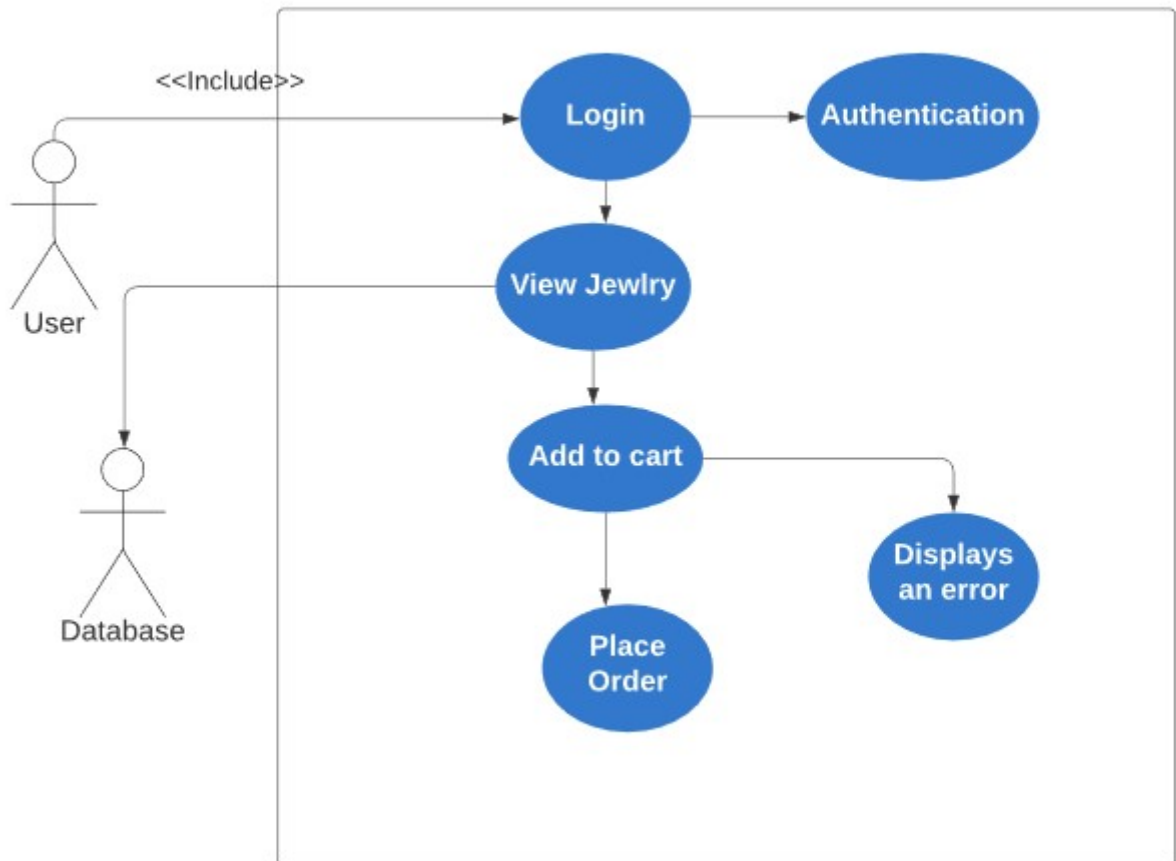 <<Include>>
Login
Authentication
View Jewlry
User
Add to cart
Displays
an error
Database
Place
Order